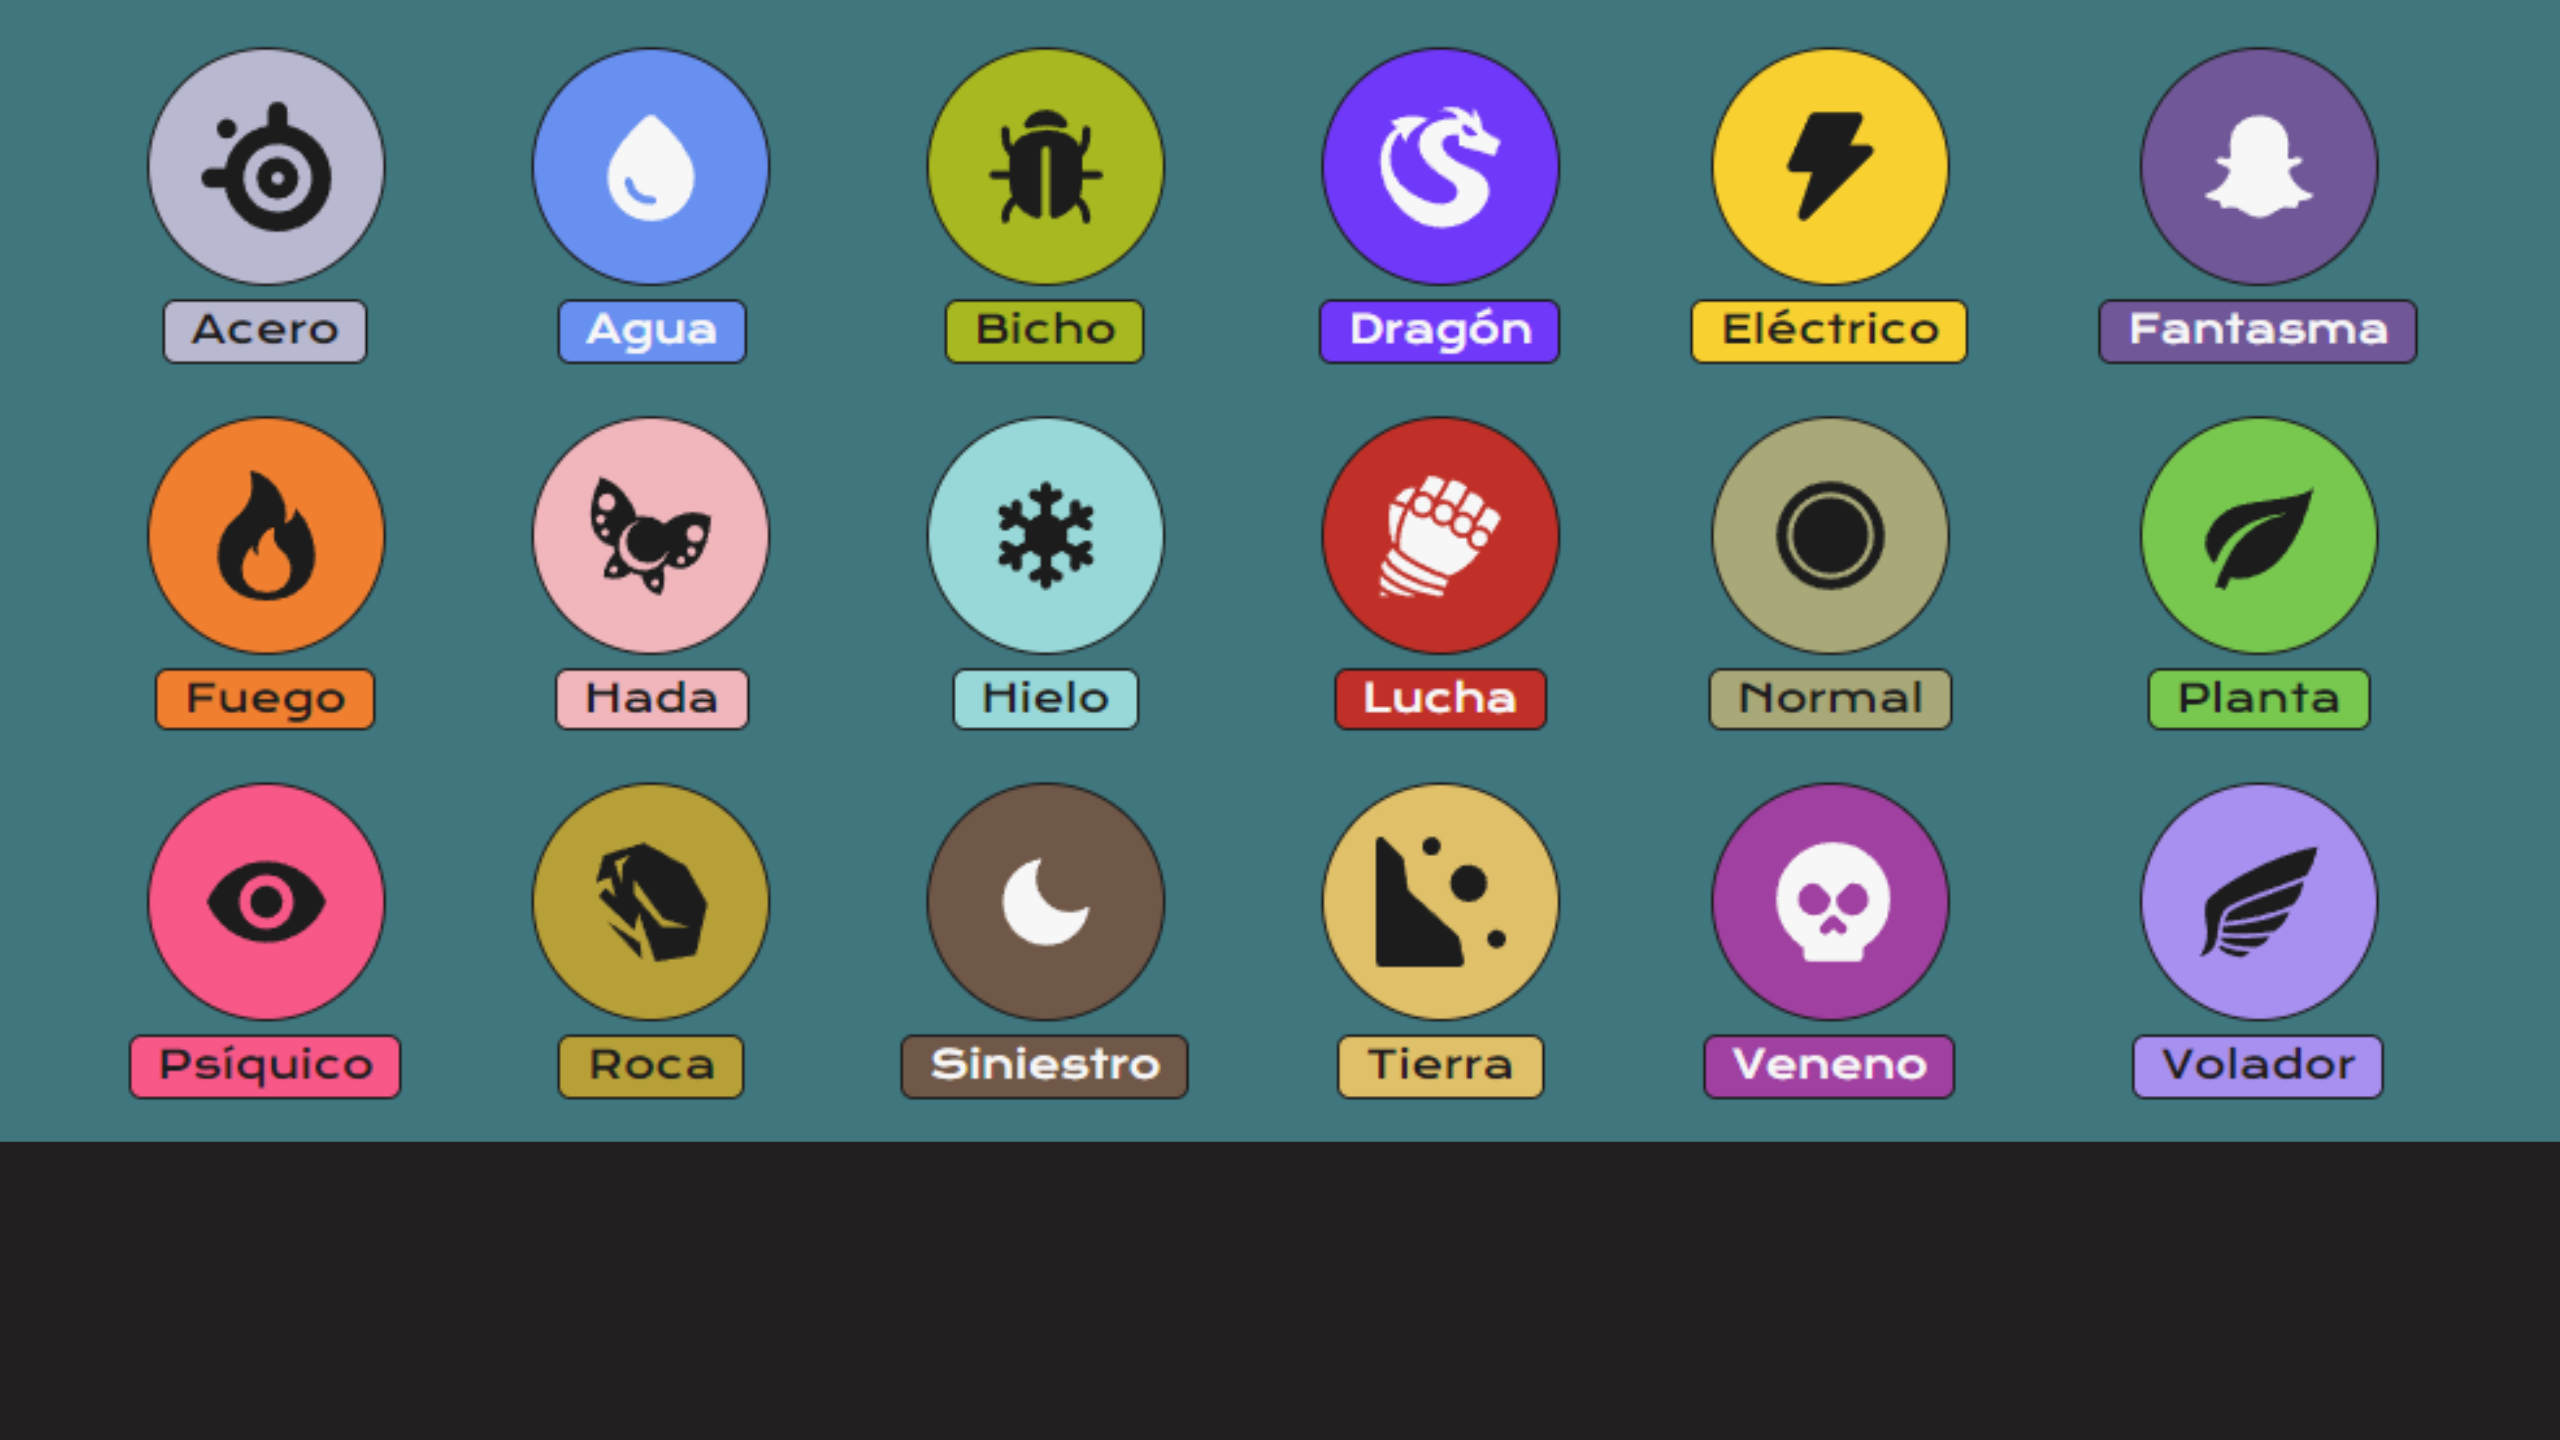 Acero
Agua
Bicho
Dragón
Eléctrico
Fantasma
Fuego
Hada
Hielo
Lucha
Normal
Planta
Psíquico
Roca
Siniestro
Tierra
Veneno
Volador